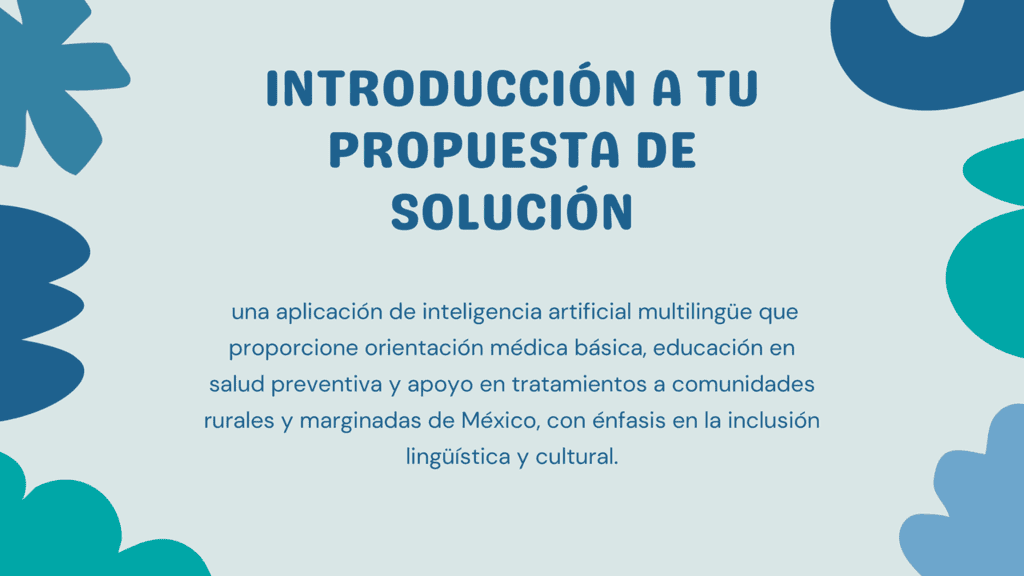 INTRODUCCIÓN A TU
PROPUESTA DE
SOLUCIÓN
una aplicación de inteligencia artificial multilingüe que
proporcione orientación médica básica, educación en
salud preventiva y apoyo en tratamientos a comunidades
rurales y marginadas de México, con énfasis en la inclusión
lingüística y cultural.